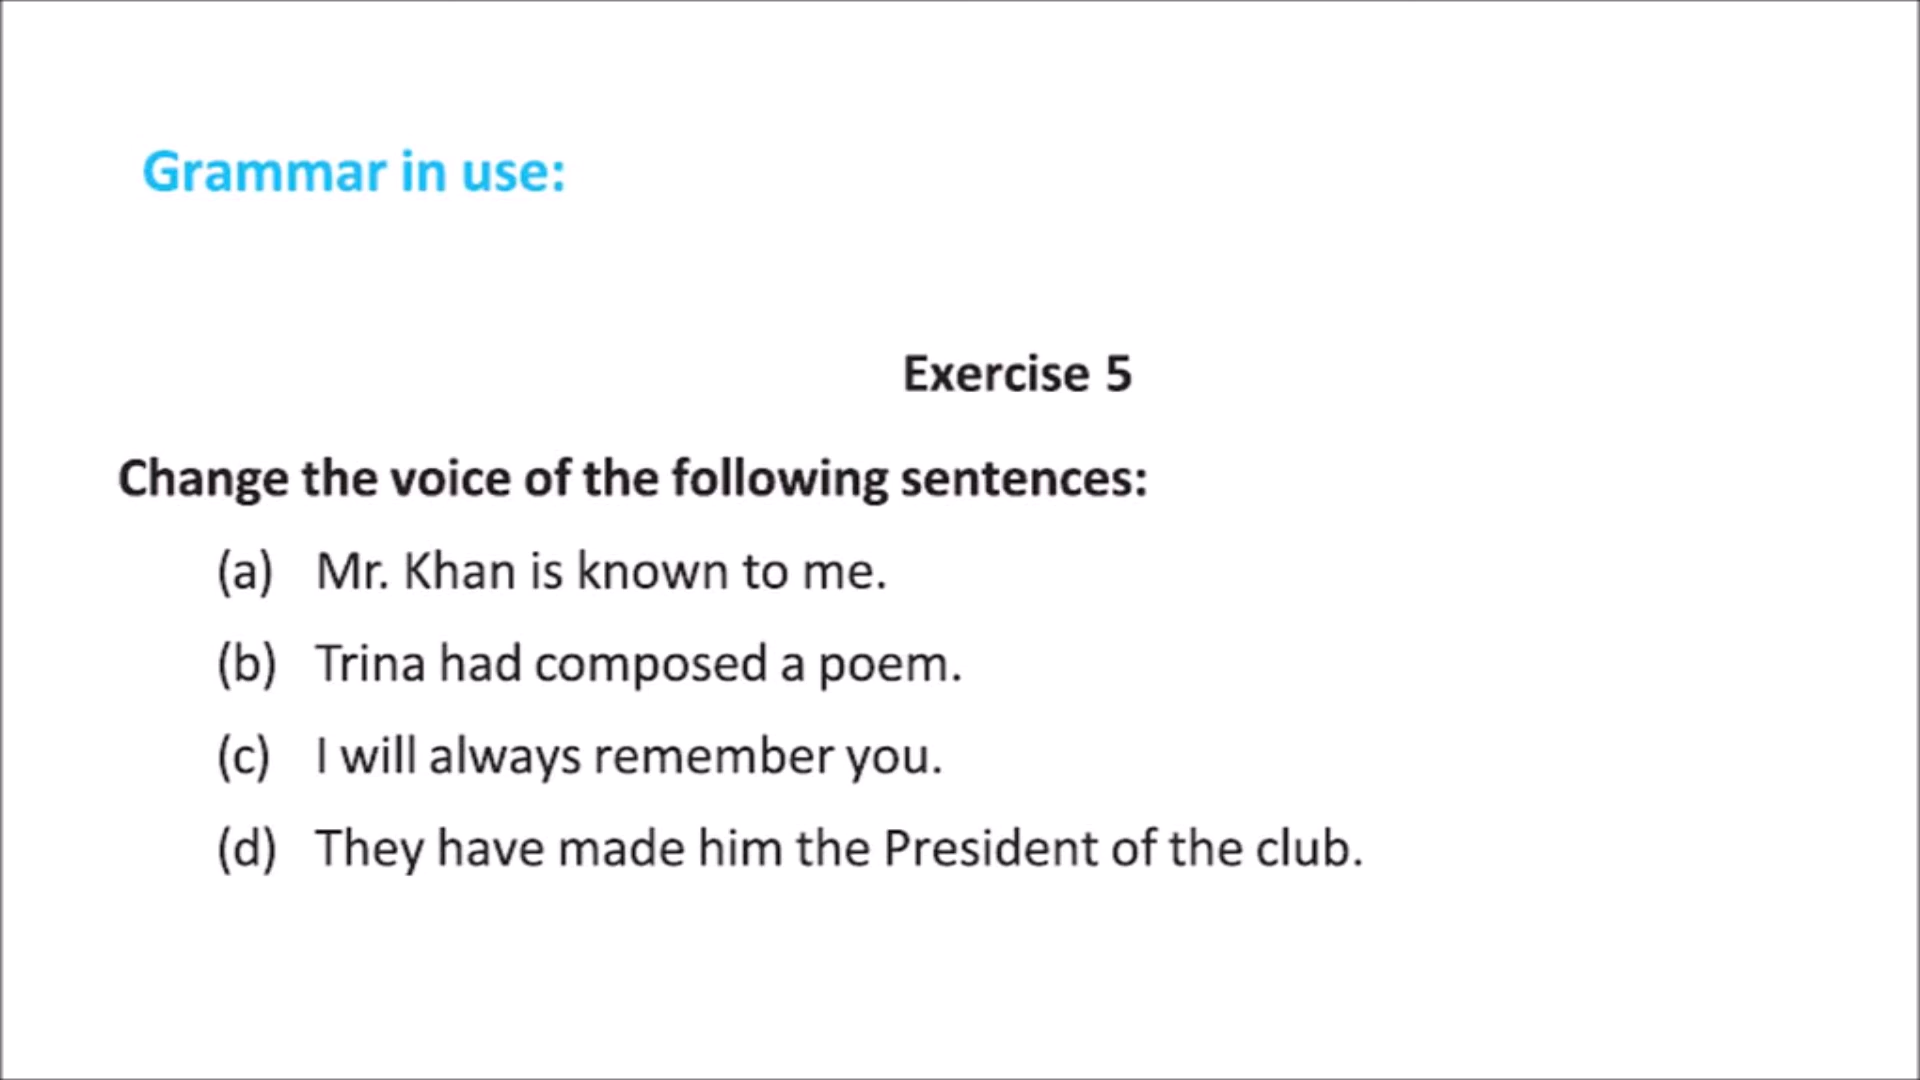 Grammar in use:
Exercise 5
Change the voice of the following sentences:
(a) Mr. Khan is known to me.
(b) Trina had composed a poem.
(c) I will always remember you.
(d) They have made him the President of the club.